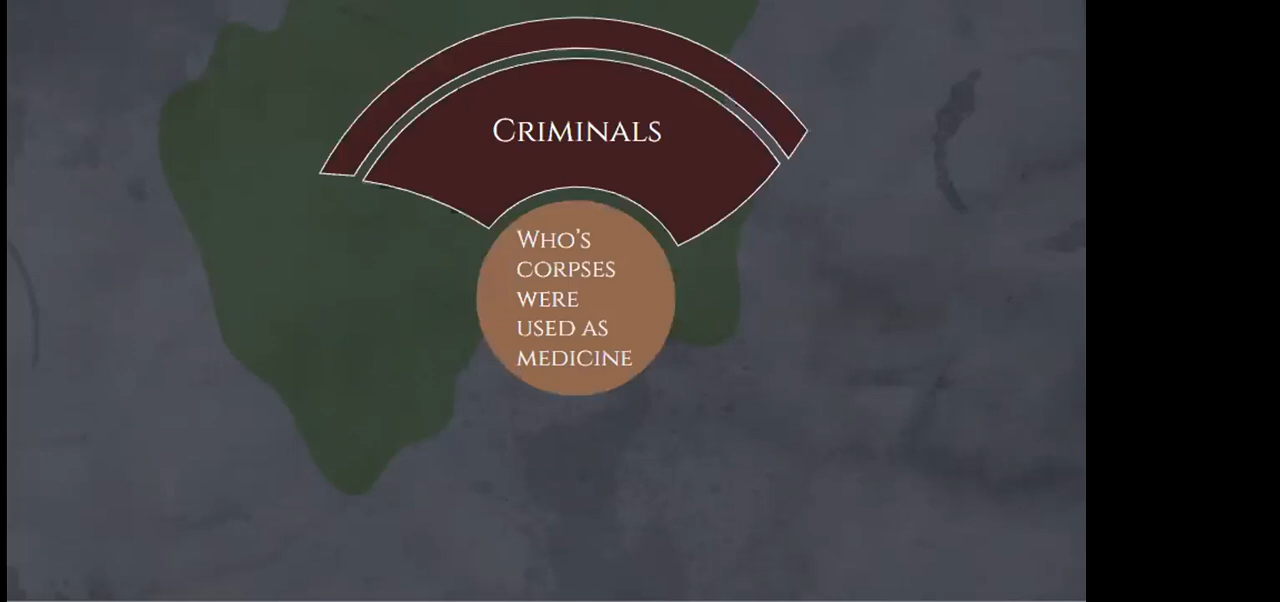 Criminals
Who's
corpses
were
used as
medicine